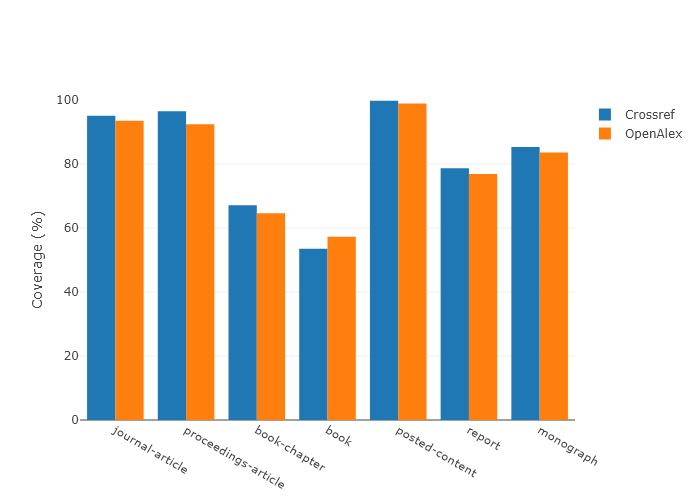 100
80
60
40
20
0
Coverage (%)
journal-article
proceedings-article
book-chapter
book
posted-content
report
monograph
Crossref
OpenAlex